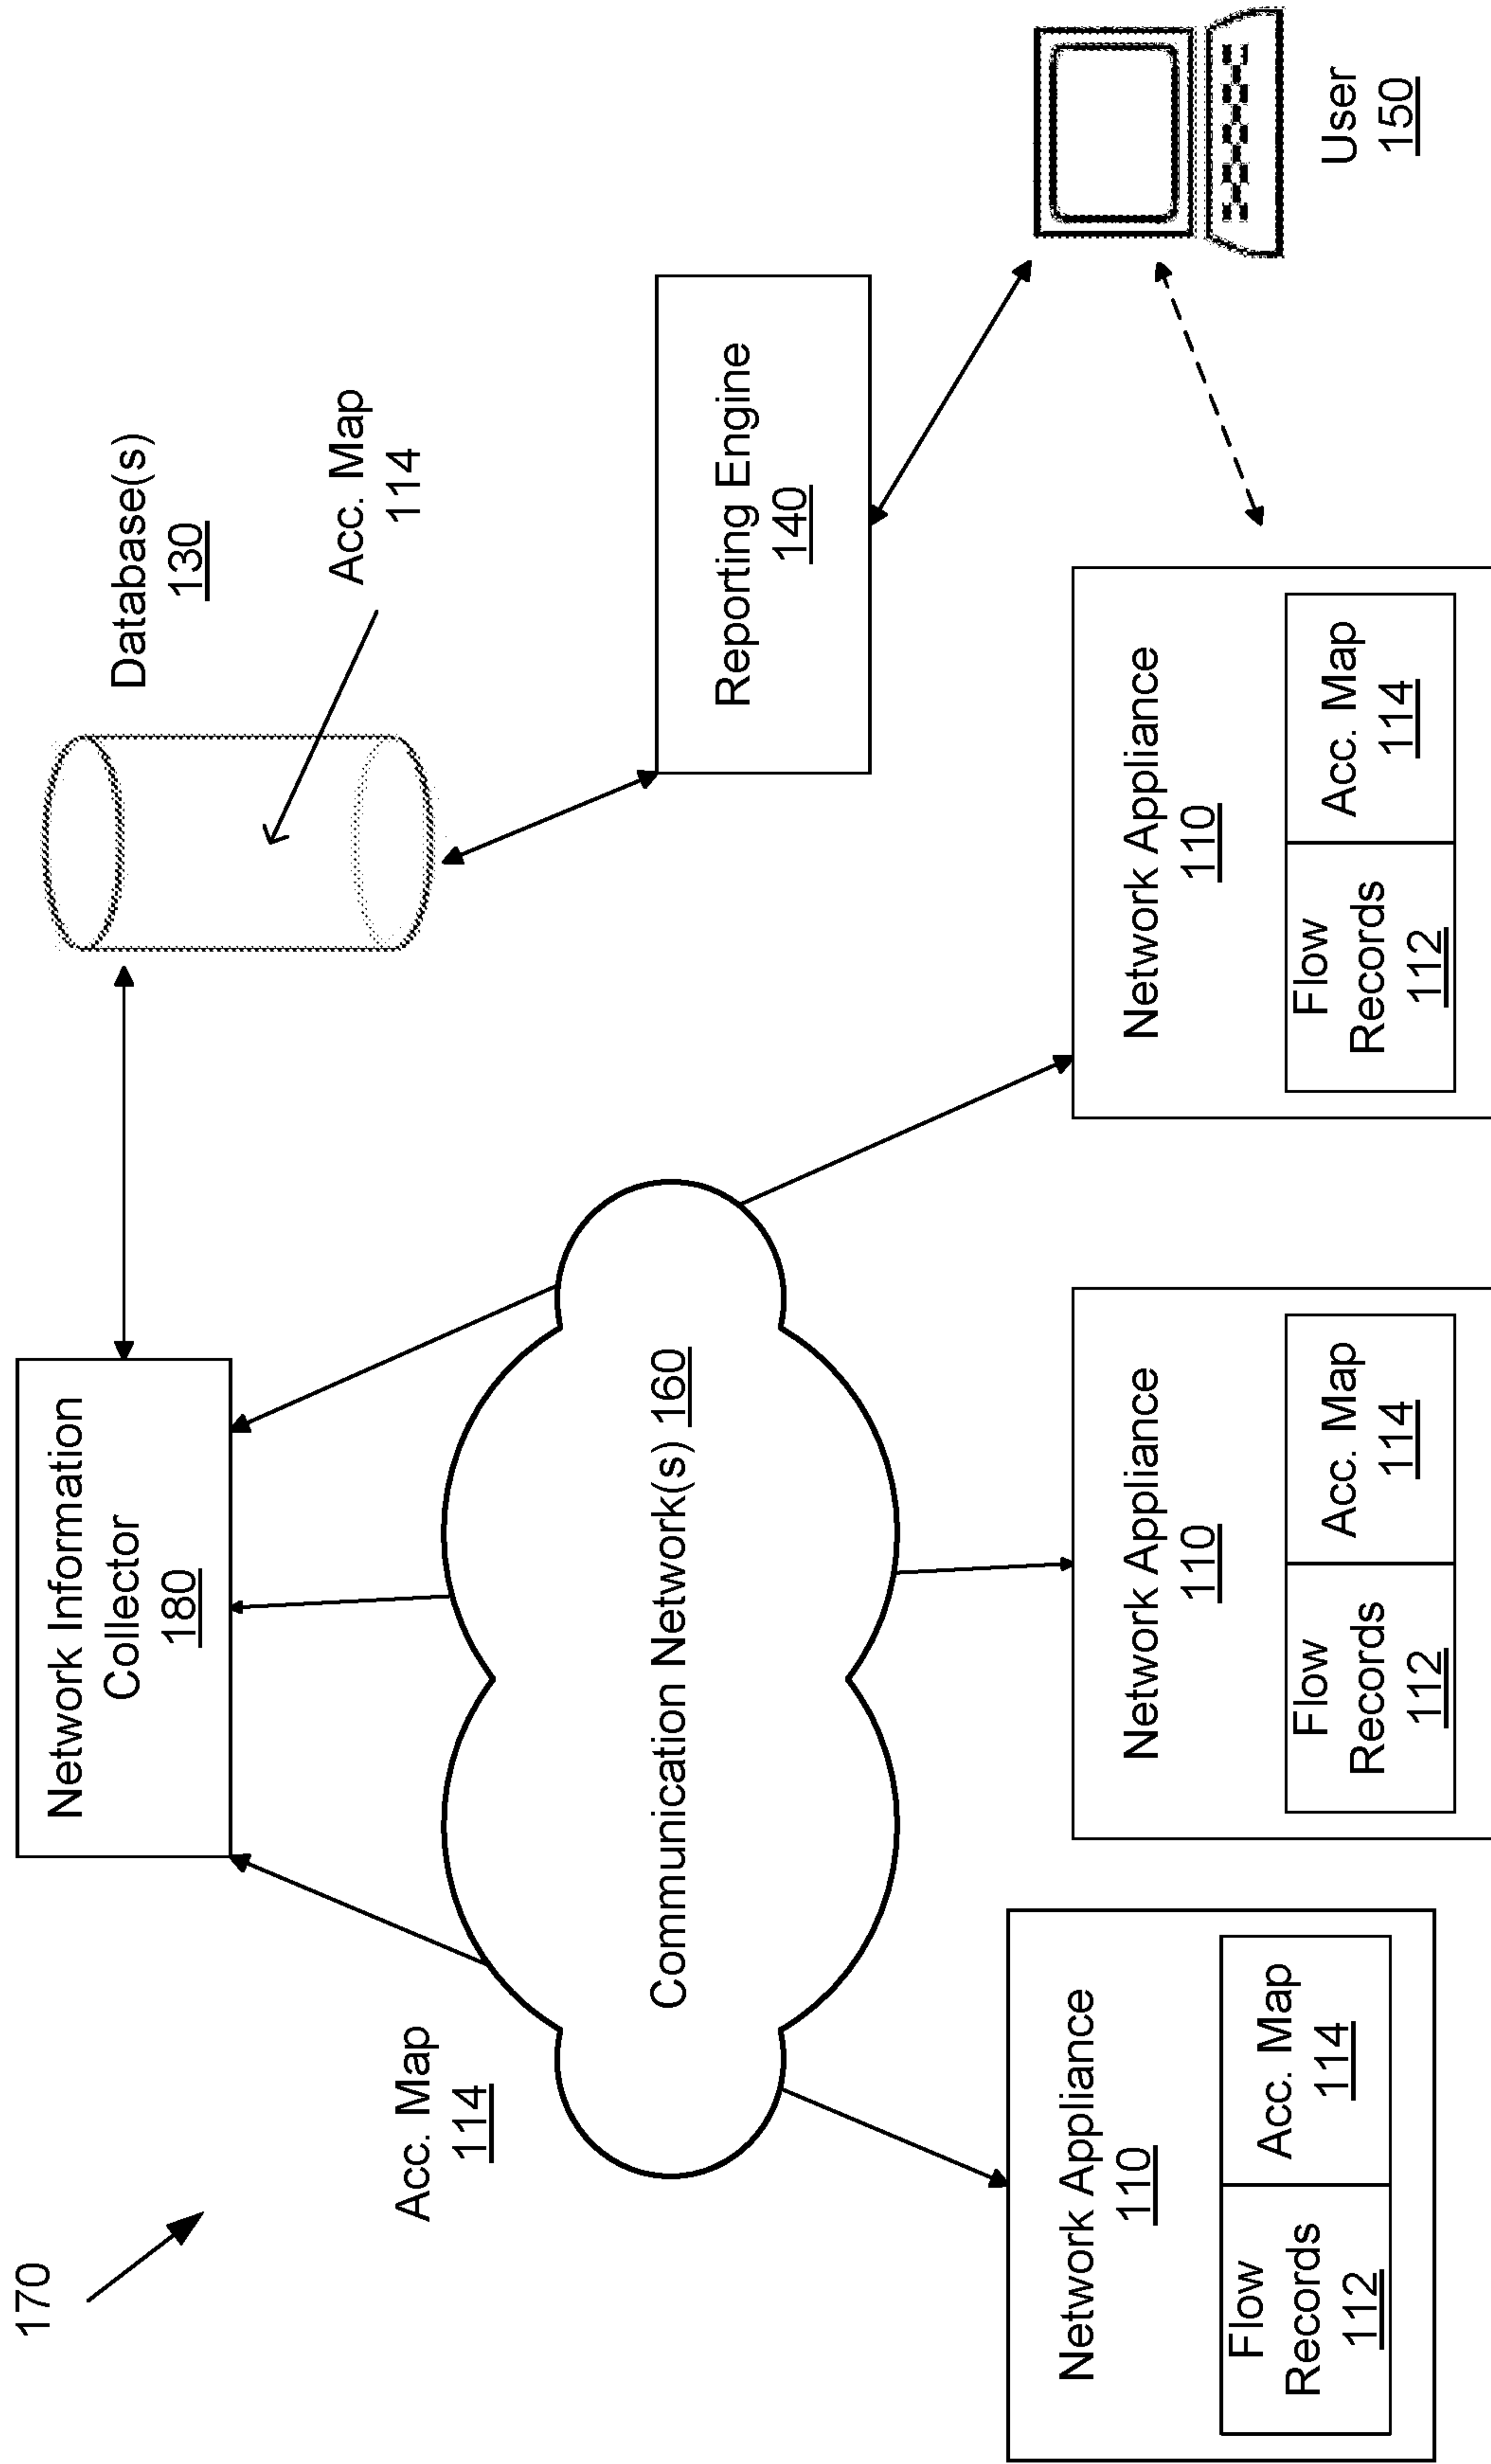 170
Network Information
Collector
180
Database(s)
130
Acc. Map
114
Acc. Map
114
Communication Network(s) 160
Reporting Engine
140
User
150
Network Appliance
110
Flow
Records
112
Acc. Map
114
Network Appliance
110
Flow
Records
112
Acc. Map
114
Network Appliance
110
Flow
Records
112
Acc. Map
114